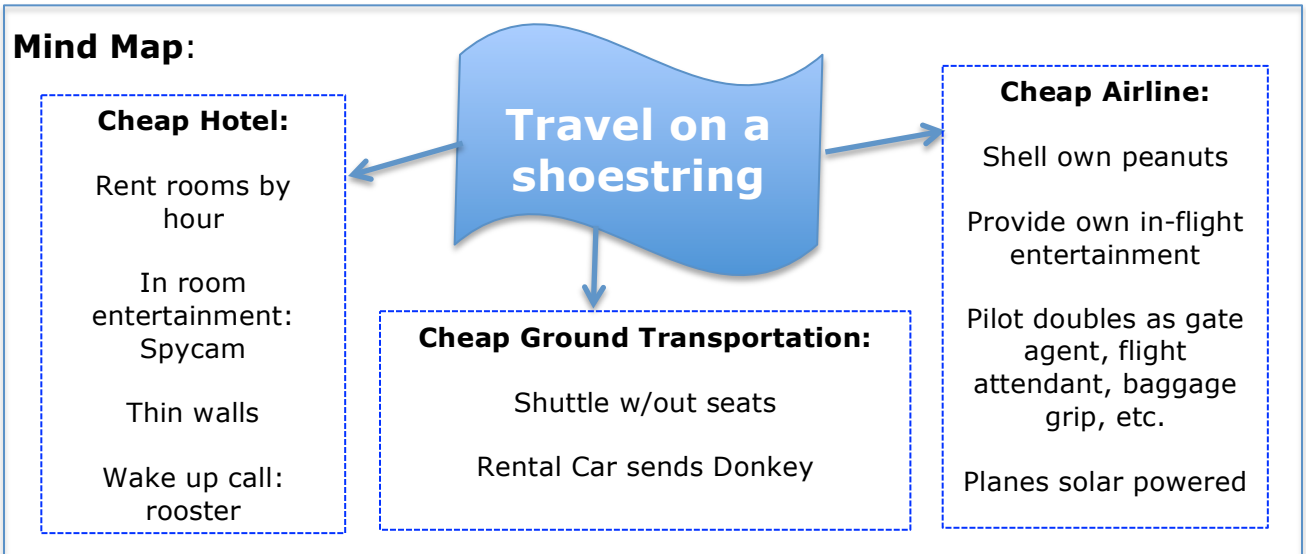 Mind Map:
Travel on a
shoestring
Cheap Hotel:
Rent rooms by
hour
In room
entertainment:
Spycam
Thin walls
Wake up call:
rooster
Cheap Ground Transportation:
Shuttle w/out seats
Rental Car sends Donkey
Cheap Airline:
Shell own peanuts
Provide own in-flight
entertainment
Pilot doubles as gate
agent, flight
attendant, baggage
grip, etc.
Planes solar powered